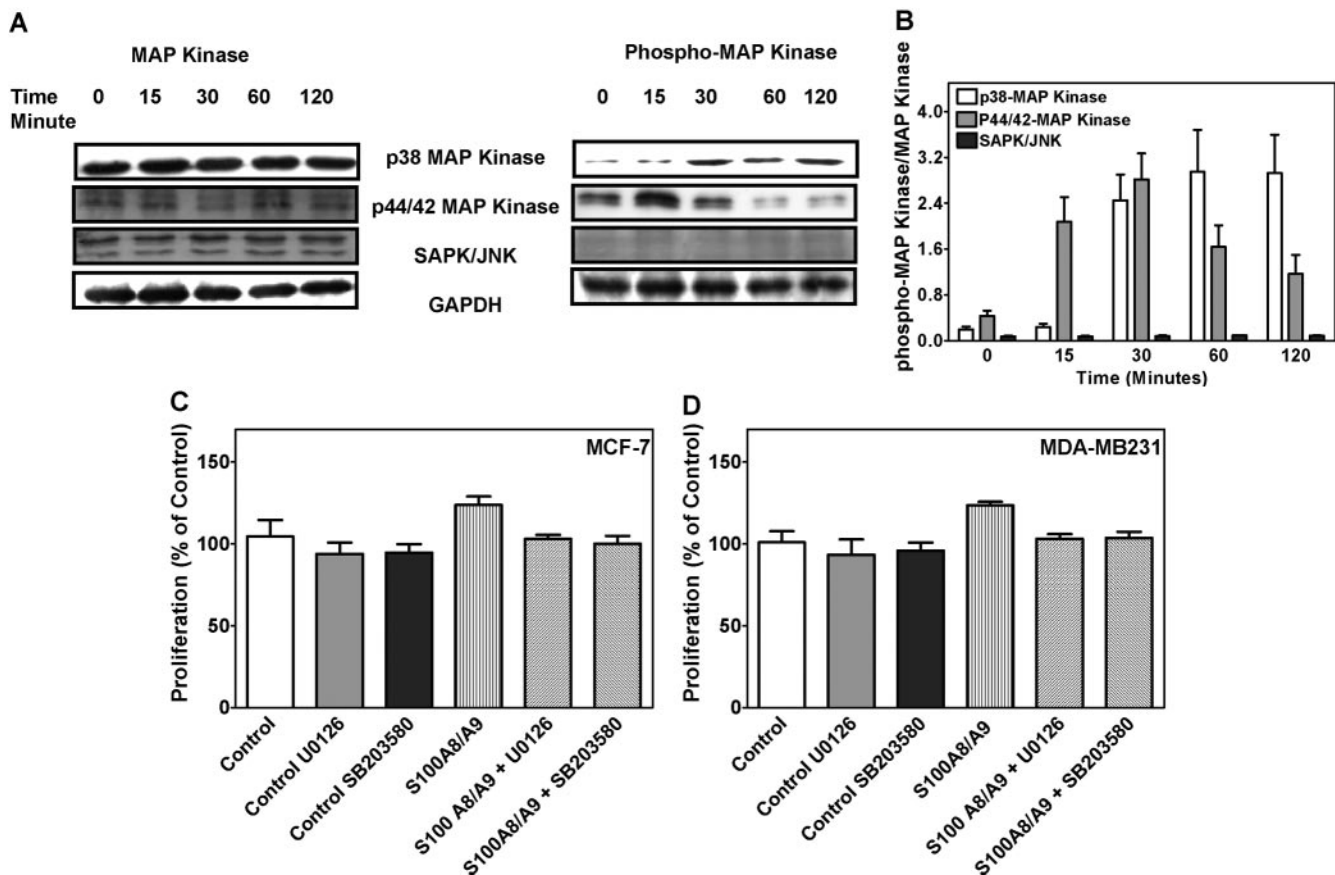 A
MAP Kinase
Phospho-MAP Kinase
Time
Minute
0 15 30 60 120
0 15 30 60 120
p38 MAP Kinase
p44/42 MAP Kinase
SAPK/JNK
GAPDH
B
phospho-MAP Kinase/MAP Kinase
4.0
3.2
2.4
1.6
0.8
0.0
p38-MAP Kinase
P44/42-MAP Kinase
SAPK/JNK
0 15 30 60 120
Time (Minutes)
C
MCF-7
Proliferation (% of Control)
150
100
50
0
Control
Control U0126
Control SB203580
S100A8/A9
S100 A8/A9 + U0126
S100A8/A9 + SB203580
D
MDA-MB231
Proliferation (% of Control)
150
100
50
0
Control
Control U0126
Control SB203580
S100A8/A9
S100 A8/A9 + U0126
S100A8/A9 + SB203580